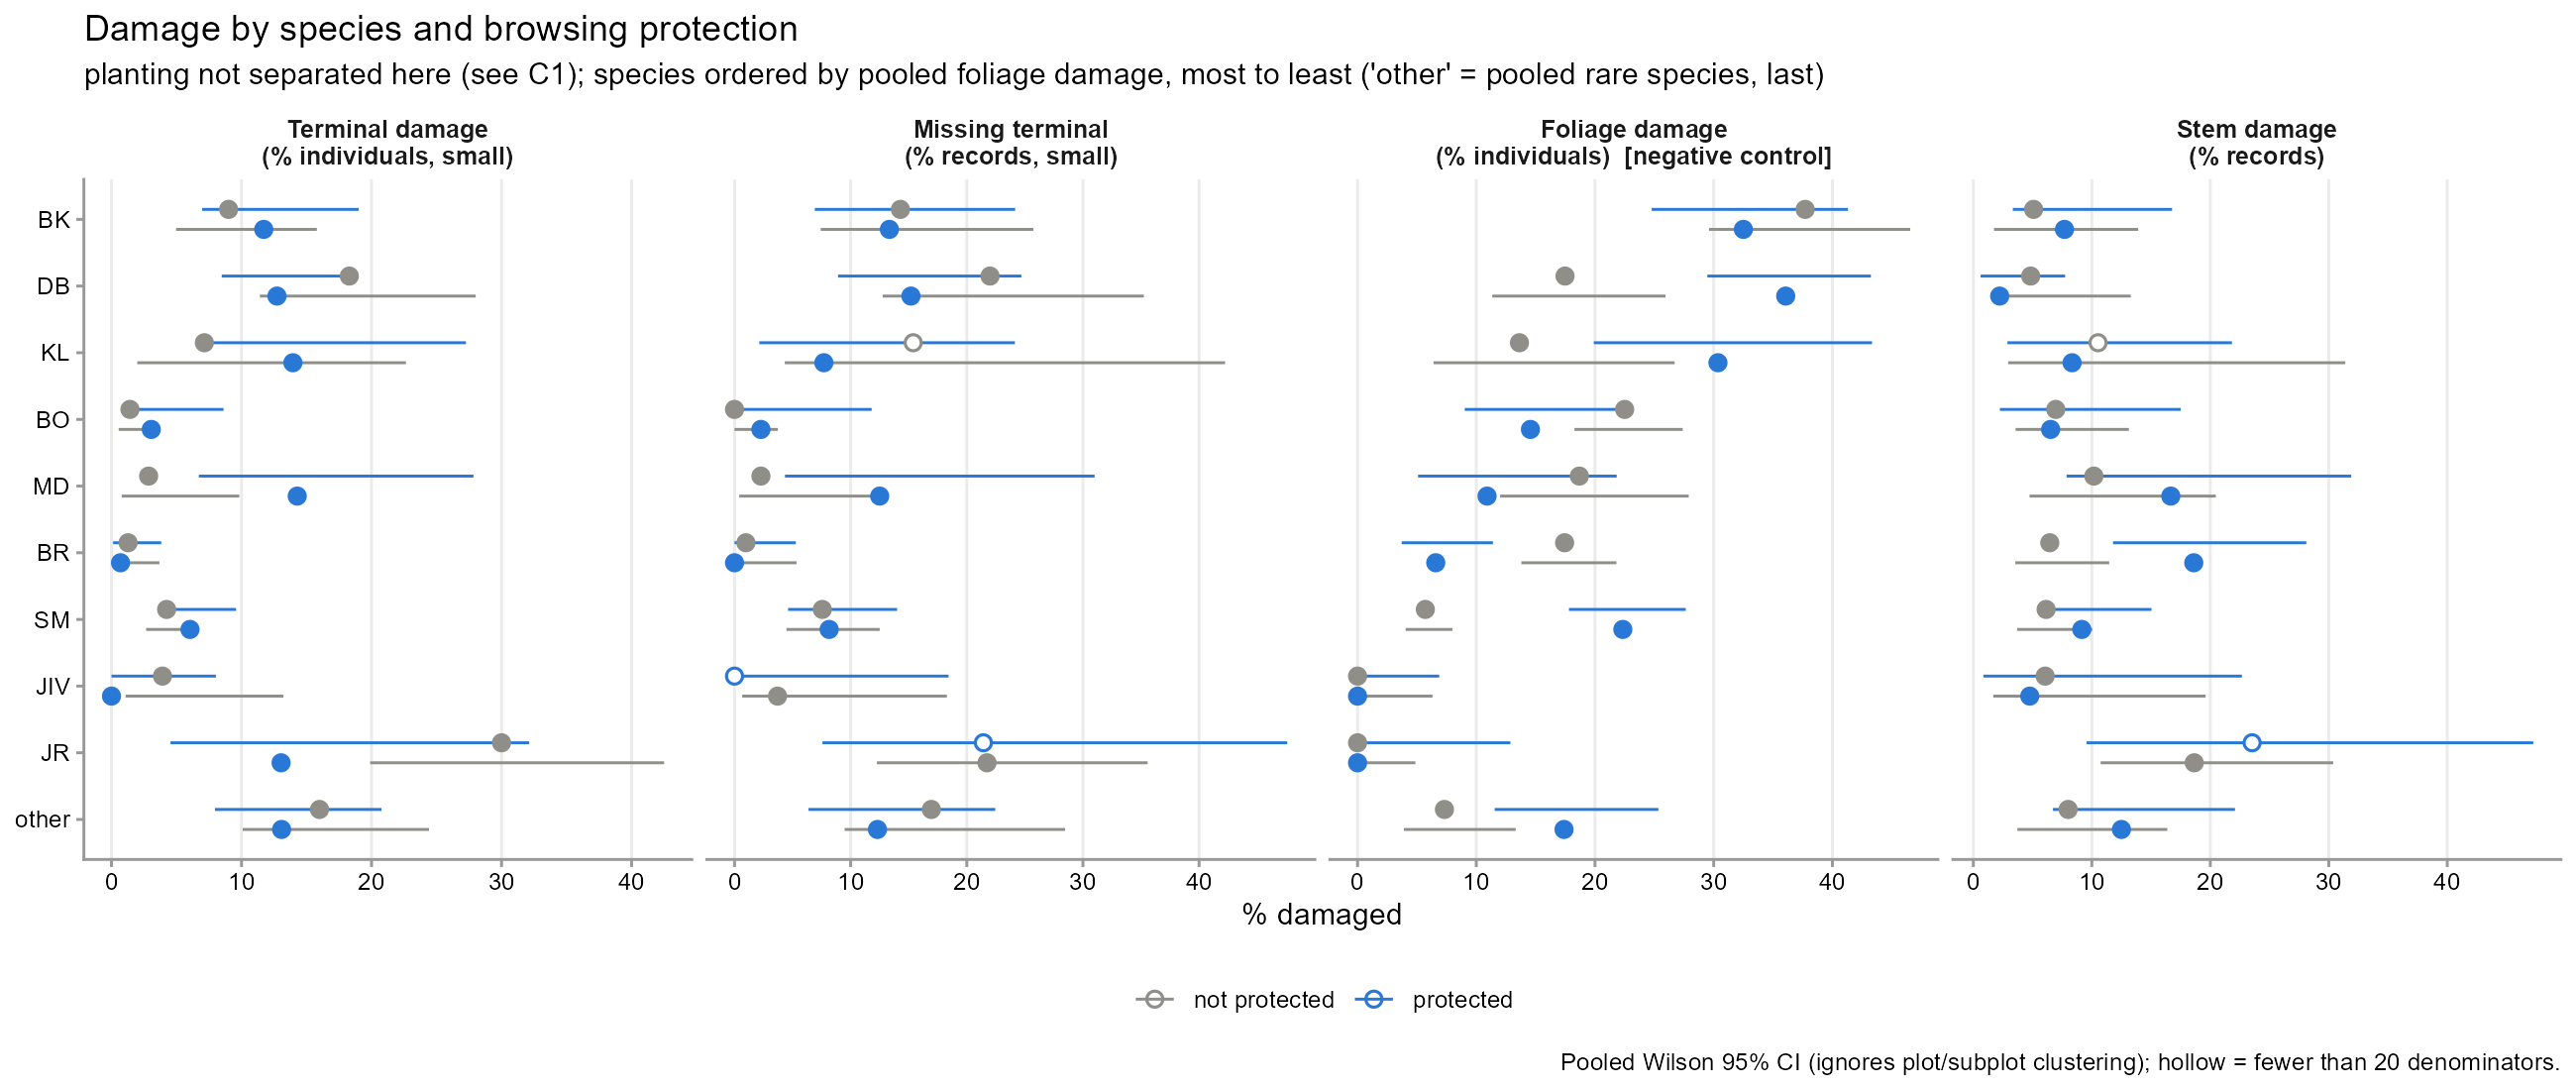 Damage by species and browsing protection
planting not separated here (see C1); species ordered by pooled foliage damage, most to least ('other' = pooled rare species, last)
Terminal damage
(% individuals, small)
Missing terminal
(% records, small)
Foliage damage
(% individuals)  [negative control]
Stem damage
(% records)
BK
DB
KL
BO
MD
BR
SM
JIV
JR
other
0 10 20 30 40
0 10 20 30 40
0 10 20 30 40
0 10 20 30 40
% damaged
not protected protected
Pooled Wilson 95% CI (ignores plot/subplot clustering); hollow = fewer than 20 denominators.